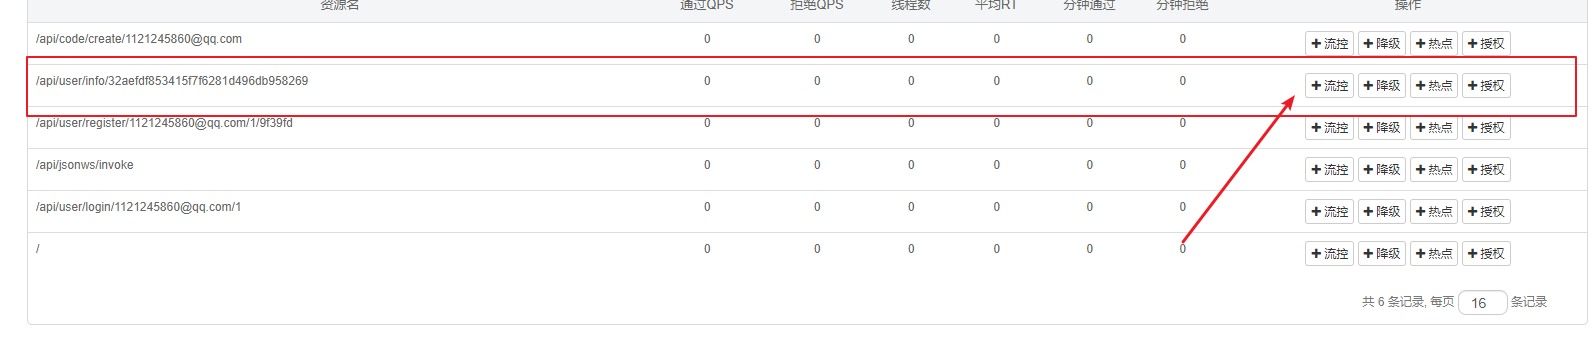 资源名 通过QPS 拒绝QPS 线程数 平均RT 分钟通过 分钟拒绝 操作
/api/code/create/1121245860@qq.com 0 0 0 0 0 0 +流控 +降级 +热点 +授权
/api/user/info/32aefdf853415f7f6281d496db958269 0 0 0 0 0 0 +流控 +降级 +热点 +授权
/api/user/register/1121245860@qq.com/1/9f39fd 0 0 0 0 0 0 +流控 +降级 +热点 +授权
/api/jsonws/invoke 0 0 0 0 0 0 +流控 +降级 +热点 +授权
/api/user/login/1121245860@qq.com/1 0 0 0 0 0 0 +流控 +降级 +热点 +授权
/ 0 0 0 0 0 0 +流控 +降级 +热点 +授权
共 6 条记录, 每页 16 条记录